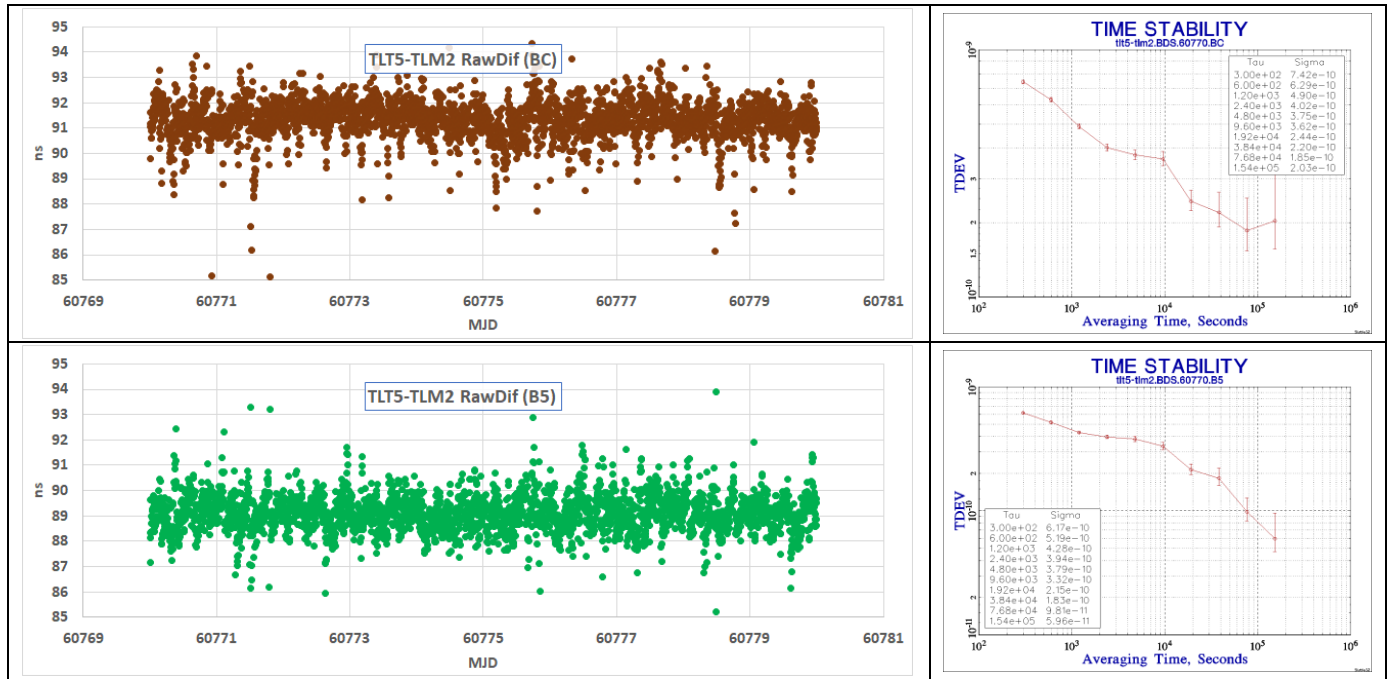 95
94
93
92
91
90
89
88
87
86
85
ns
TLT5-TLM2 RawDif (BC)
60769 60771 60773 60775 60777 60779 60781
MJD
TIME STABILITY
tlt5-tlm2.BDS.60770.BC
10⁻⁹
Tau Sigma
3.00e+02 7.42e-10
6.00e+02 6.29e-10
1.20e+03 4.90e-10
2.40e+03 4.02e-10
4.80e+03 3.75e-10
9.60e+03 3.62e-10
1.92e+04 2.44e-10
3.84e+04 2.20e-10
7.68e+04 1.85e-10
1.54e+05 2.03e-10
TDEV
3
2
1.5
10⁻¹⁰
10² 10³ 10⁴ 10⁵ 10⁶
Averaging Time, Seconds
95
94
93
92
91
90
89
88
87
86
85
ns
TLT5-TLM2 RawDif (B5)
60769 60771 60773 60775 60777 60779 60781
MJD
TIME STABILITY
tlt5-tlm2.BDS.60770.B5
10⁻⁹
2
10⁻¹⁰
TDEV
Tau Sigma
3.00e+02 6.17e-10
6.00e+02 5.19e-10
1.20e+03 4.28e-10
2.40e+03 3.94e-10
4.80e+03 3.79e-10
9.60e+03 3.32e-10
1.92e+04 2.15e-10
3.84e+04 1.83e-10
7.68e+04 9.81e-11
1.54e+05 5.96e-11
2
10⁻¹¹
10² 10³ 10⁴ 10⁵ 10⁶
Averaging Time, Seconds